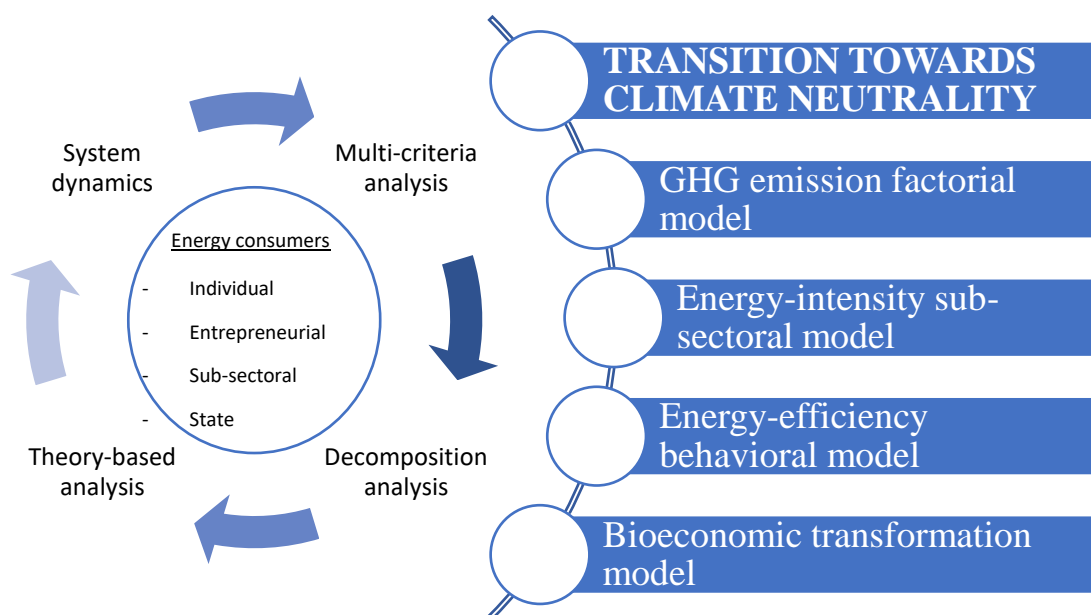 System
dynamics
Multi-criteria
analysis
Energy consumers
- Individual
- Entrepreneurial
- Sub-sectoral
- State
Theory-based
analysis
Decomposition
analysis
TRANSITION TOWARDS
CLIMATE NEUTRALITY
GHG emission factorial
model
Energy-intensity sub-
sectoral model
Energy-efficiency
behavioral model
Bioeconomic transformation
model